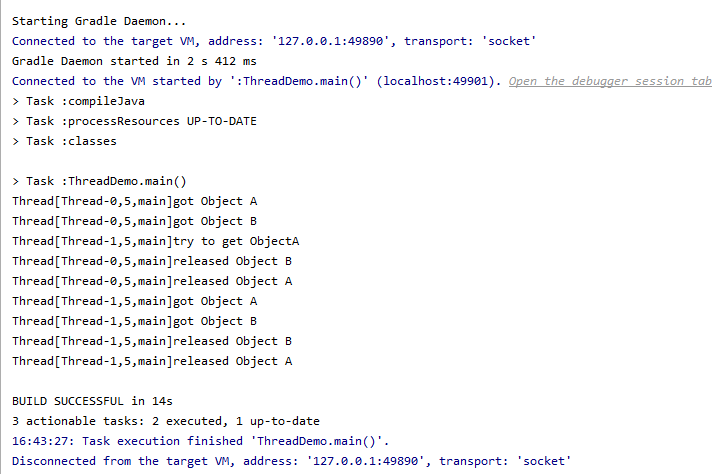 Starting Gradle Daemon...
Connected to the target VM, address: '127.0.0.1:49890', transport: 'socket'
Gradle Daemon started in 2 s 412 ms
Connected to the VM started by ':ThreadDemo.main()' (localhost:49901). Open the debugger session tab
> Task :compileJava
> Task :processResources UP-TO-DATE
> Task :classes
> Task :ThreadDemo.main()
Thread[Thread-0,5,main]got Object A
Thread[Thread-0,5,main]got Object B
Thread[Thread-1,5,main]try to get ObjectA
Thread[Thread-0,5,main]released Object B
Thread[Thread-0,5,main]released Object A
Thread[Thread-1,5,main]got Object A
Thread[Thread-1,5,main]got Object B
Thread[Thread-1,5,main]released Object B
Thread[Thread-1,5,main]released Object A
BUILD SUCCESSFUL in 14s
3 actionable tasks: 2 executed, 1 up-to-date
16:43:27: Task execution finished 'ThreadDemo.main()'.
Disconnected from the target VM, address: '127.0.0.1:49890', transport: 'socket'